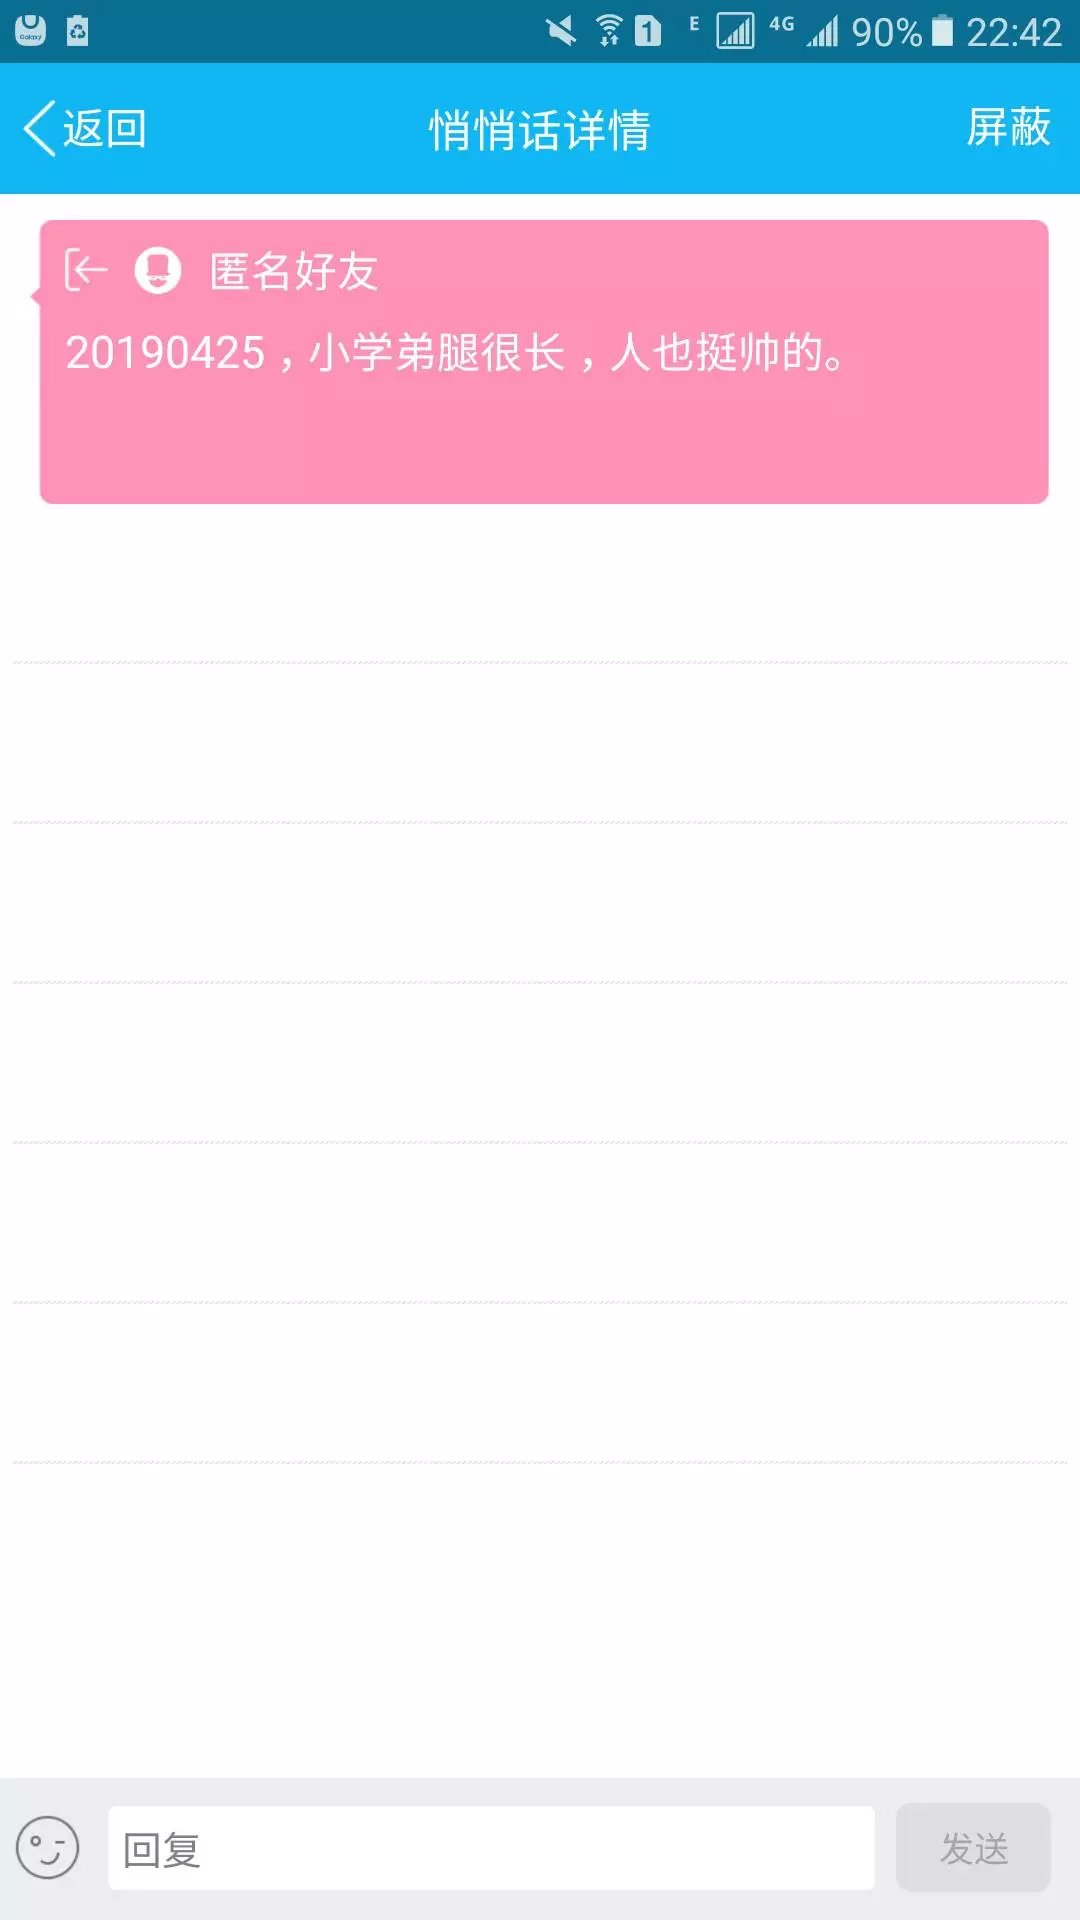 Galaxy
1 E 4G 90% 22:42
返回 悄悄话详情 屏蔽
匿名好友
20190425，小学弟腿很长，人也挺帅的。
回复 发送